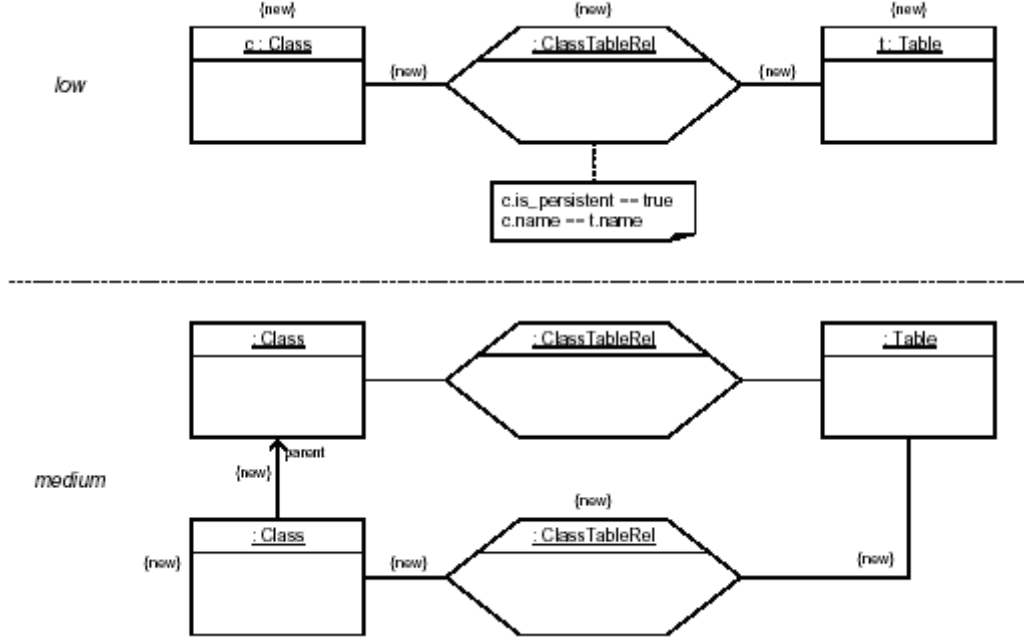 {new} {new} {new}
c : Class : ClassTableRel t : Table
{new} {new}
low
c.is_persistent == true
c.name == t.name
: Class : ClassTableRel : Table
parent
{new}
medium
{new}
: Class : ClassTableRel
{new} {new} {new}